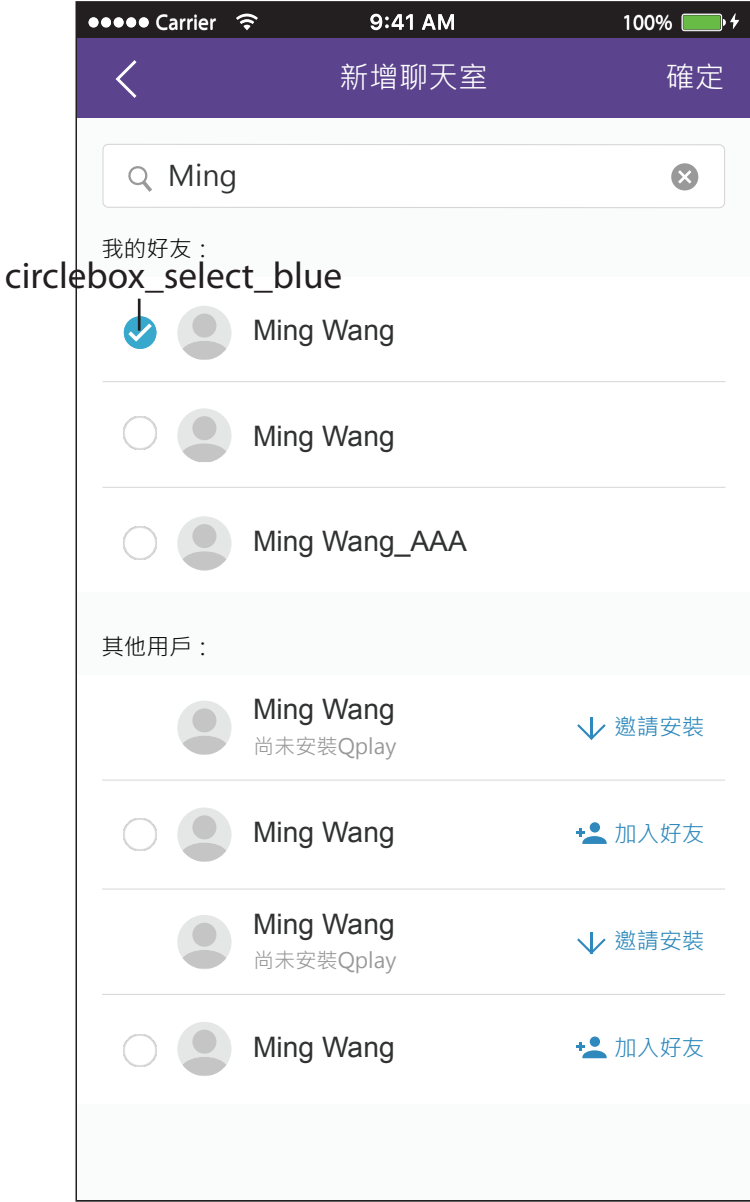 Carrier 9:41 AM 100%
新增聊天室 確定
Ming
我的好友：
circlebox_select_blue
Ming Wang
Ming Wang
Ming Wang_AAA
其他用戶：
Ming Wang
尚未安裝Qplay 邀請安裝
Ming Wang 加入好友
Ming Wang
尚未安裝Qplay 邀請安裝
Ming Wang 加入好友